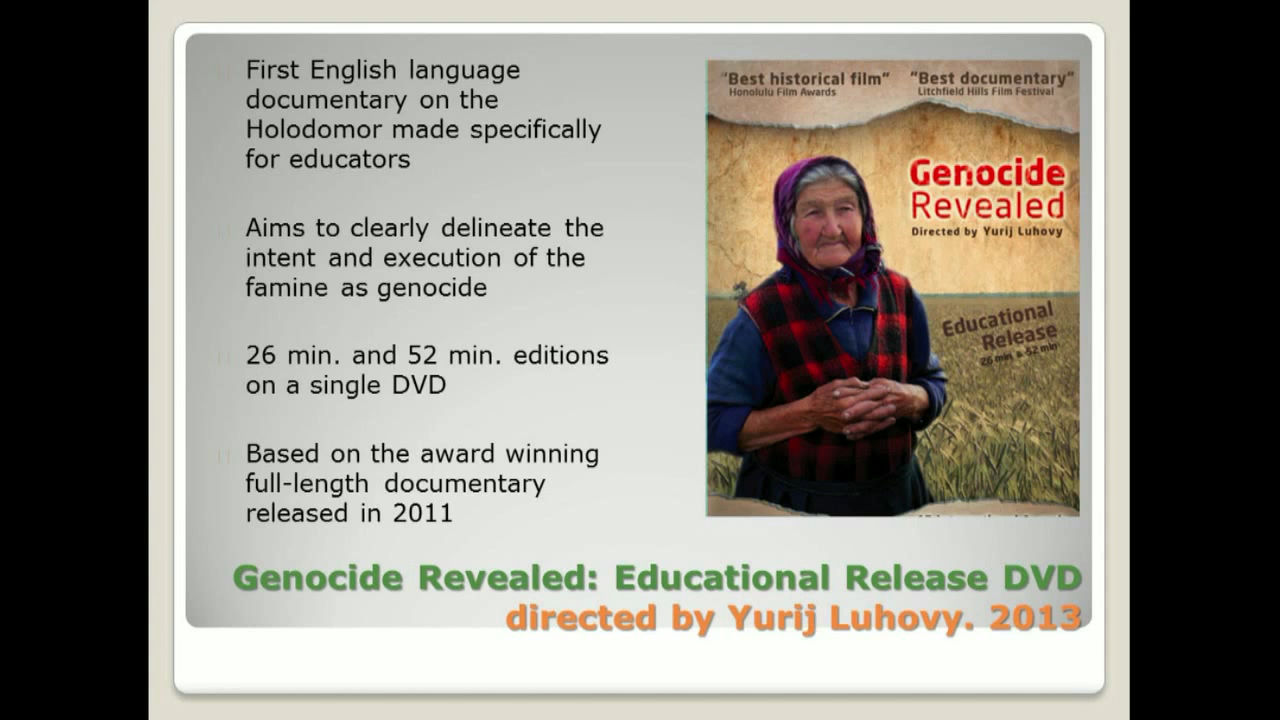 First English language
documentary on the
Holodomor made specifically
for educators
Aims to clearly delineate the
intent and execution of the
famine as genocide
26 min. and 52 min. editions
on a single DVD
Based on the award winning
full-length documentary
released in 2011
"Best historical film"
Honolulu Film Awards
"Best documentary"
Litchfield Hills Film Festival
Genocide
Revealed
Directed by Yurij Luhovy
Educational
Release
26 min & 52 min
Genocide Revealed: Educational Release DVD
directed by Yurij Luhovy. 2013